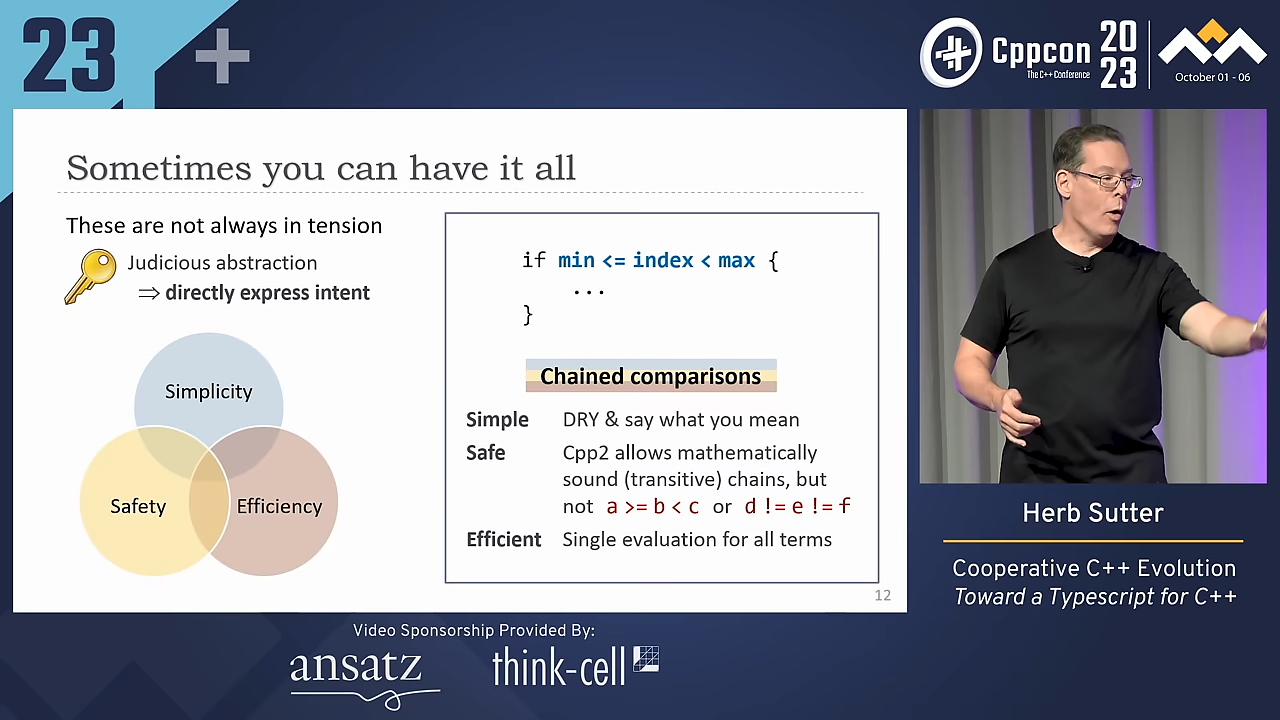 23
+
Cppcon
The C++ Conference
20
23
October 01 - 06
Sometimes you can have it all
These are not always in tension
Judicious abstraction
⇒ directly express intent
Simplicity
Safety
Efficiency
if min <= index < max {
...
}
Chained comparisons
Simple DRY & say what you mean
Safe Cpp2 allows mathematically
sound (transitive) chains, but
not a >= b < c or d != e != f
Efficient Single evaluation for all terms
12
Herb Sutter
Cooperative C++ Evolution
Toward a Typescript for C++
Video Sponsorship Provided By:
ansatz
think-cell